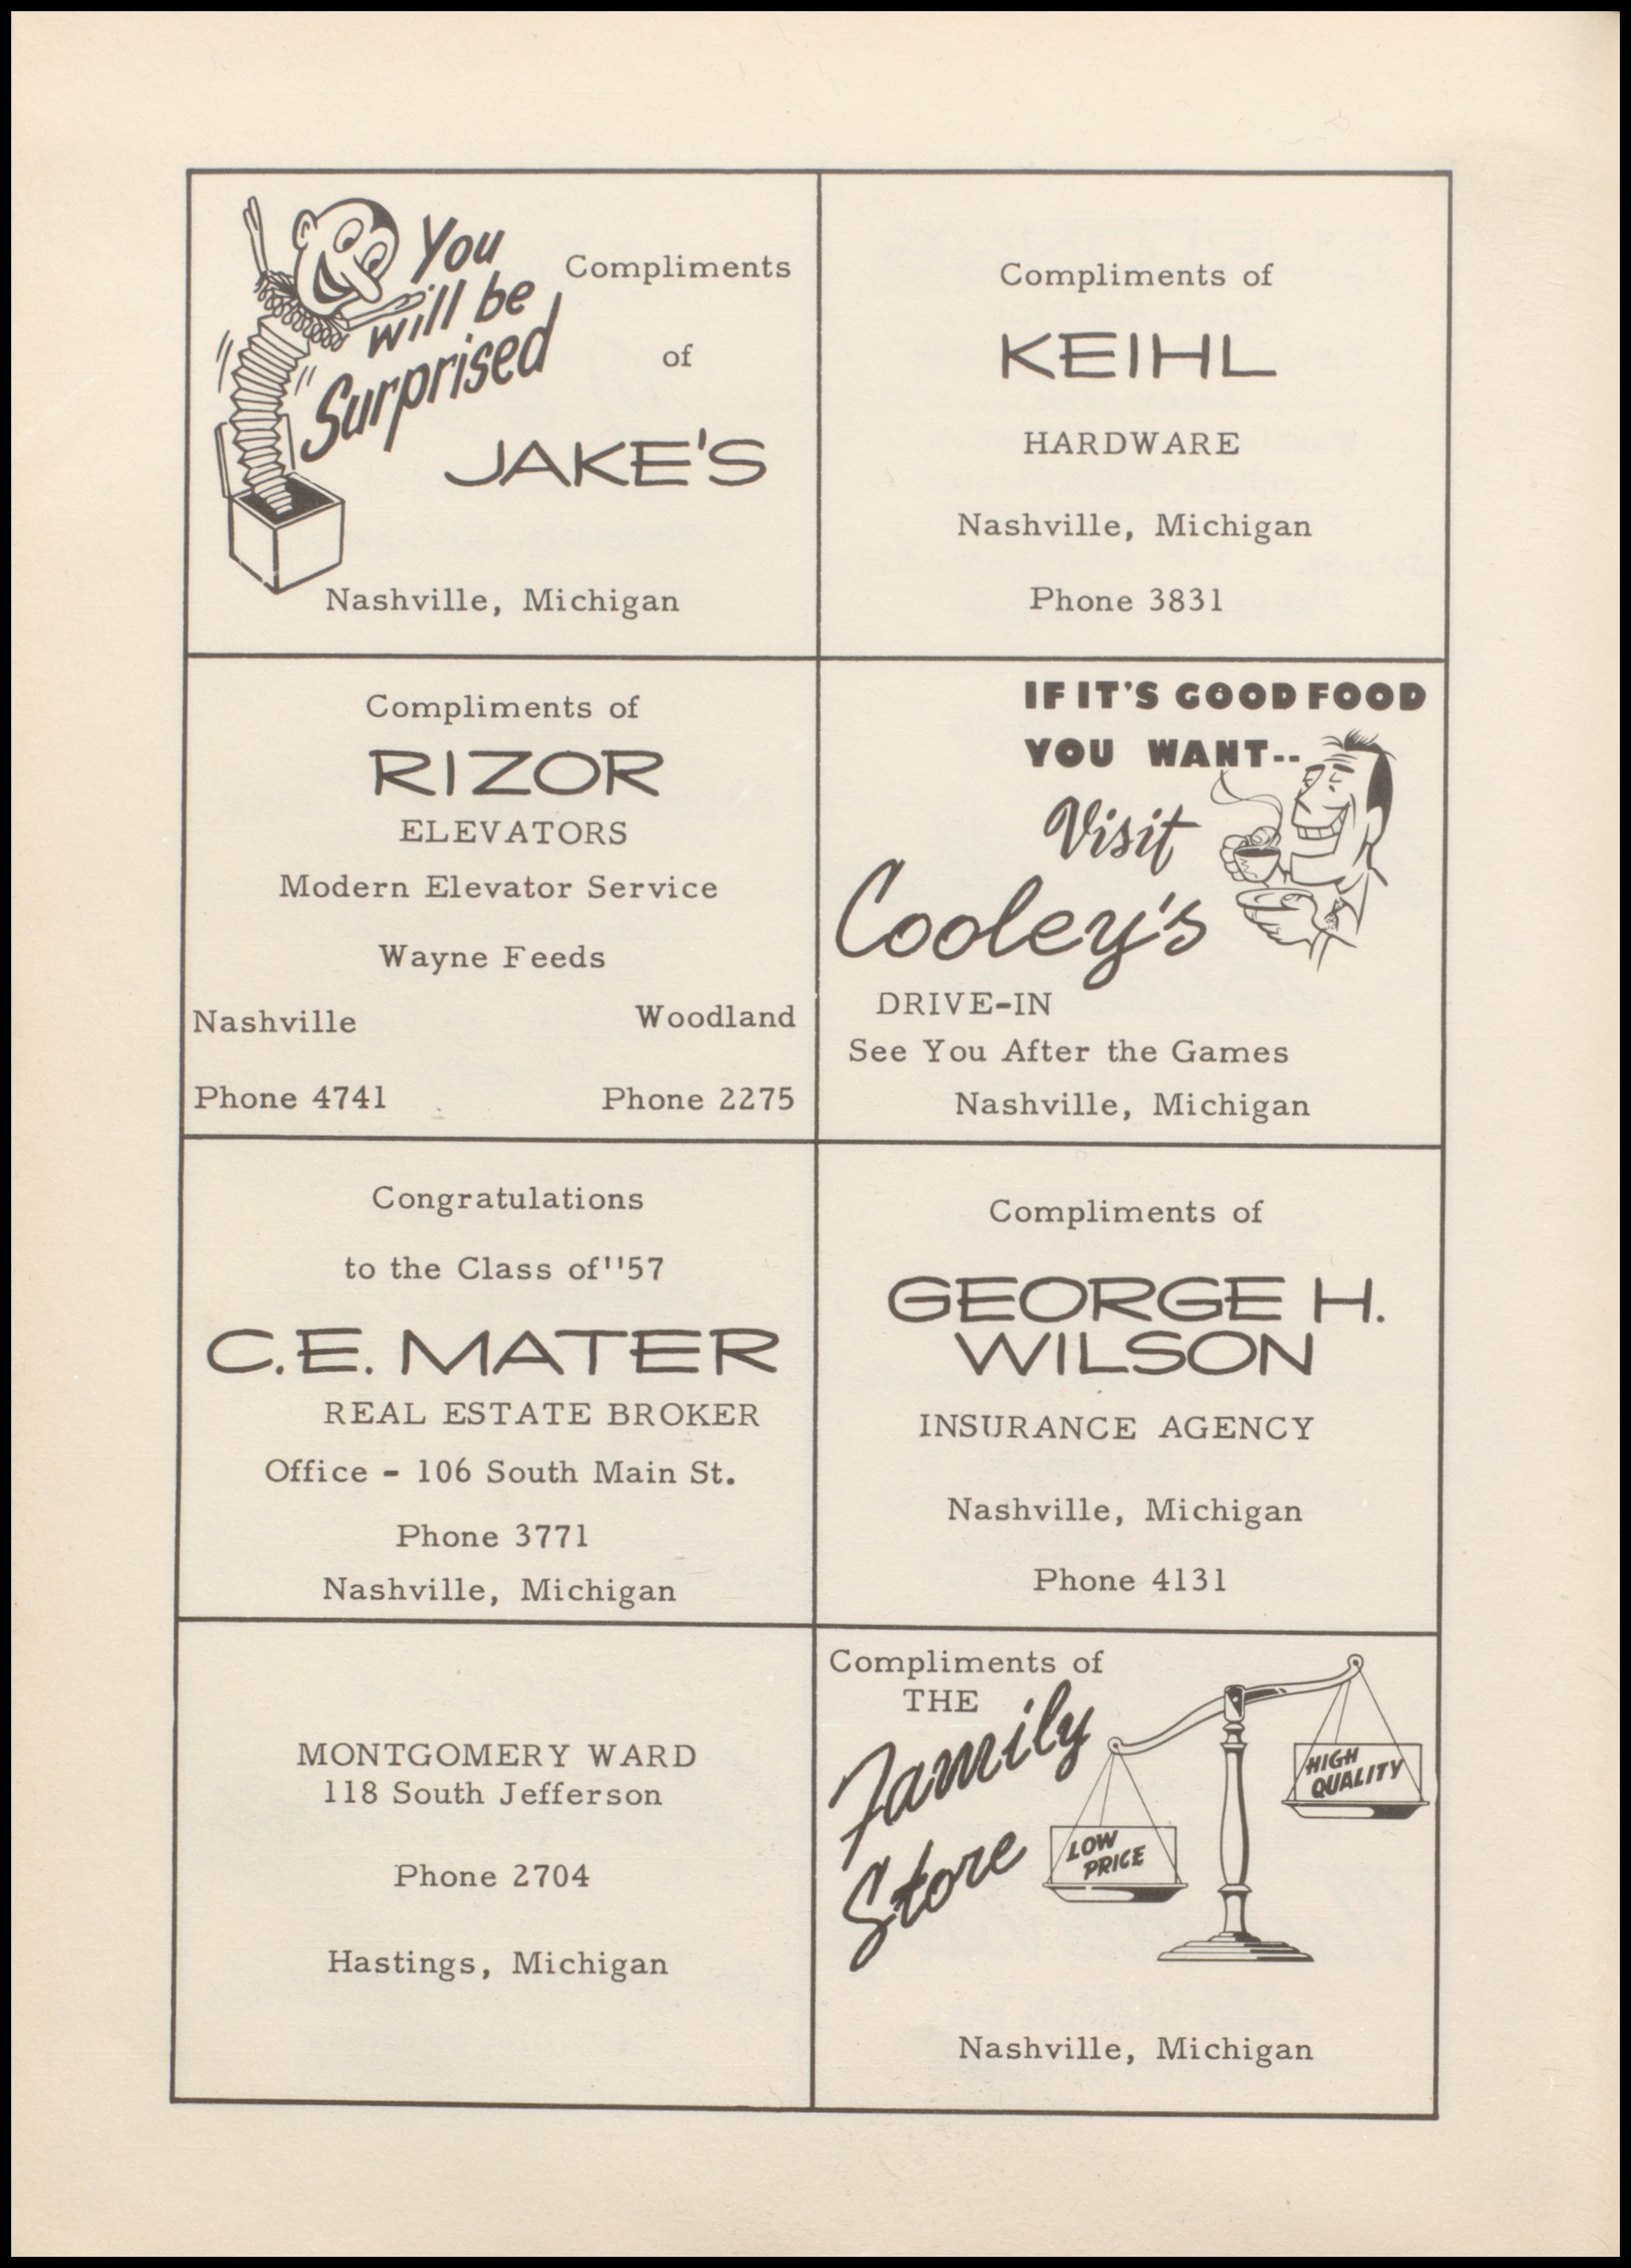 You
will be
Surprised
Compliments
of
JAKE'S
Nashville, Michigan
Compliments of
KEIHL
HARDWARE
Nashville, Michigan
Phone 3831
Compliments of
RIZOR
ELEVATORS
Modern Elevator Service
Wayne Feeds
Nashville Woodland
Phone 4741 Phone 2275
IF IT'S GOOD FOOD
YOU WANT--
Visit
Cooley's
DRIVE-IN
See You After the Games
Nashville, Michigan
Congratulations
to the Class of''57
C.E. MATER
REAL ESTATE BROKER
Office - 106 South Main St.
Phone 3771
Nashville, Michigan
Compliments of
GEORGE H.
WILSON
INSURANCE AGENCY
Nashville, Michigan
Phone 4131
MONTGOMERY WARD
118 South Jefferson
Phone 2704
Hastings, Michigan
Compliments of
THE
Family
Store
HIGH
QUALITY
LOW
PRICE
Nashville, Michigan